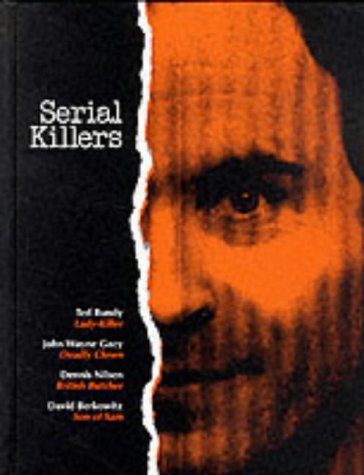 Serial
Killers
Ted Bundy
Lady-Killer
John Wayne Gacy
Deadly Clown
Dennis Nilsen
British Butcher
David Berkowitz
Son of Sam